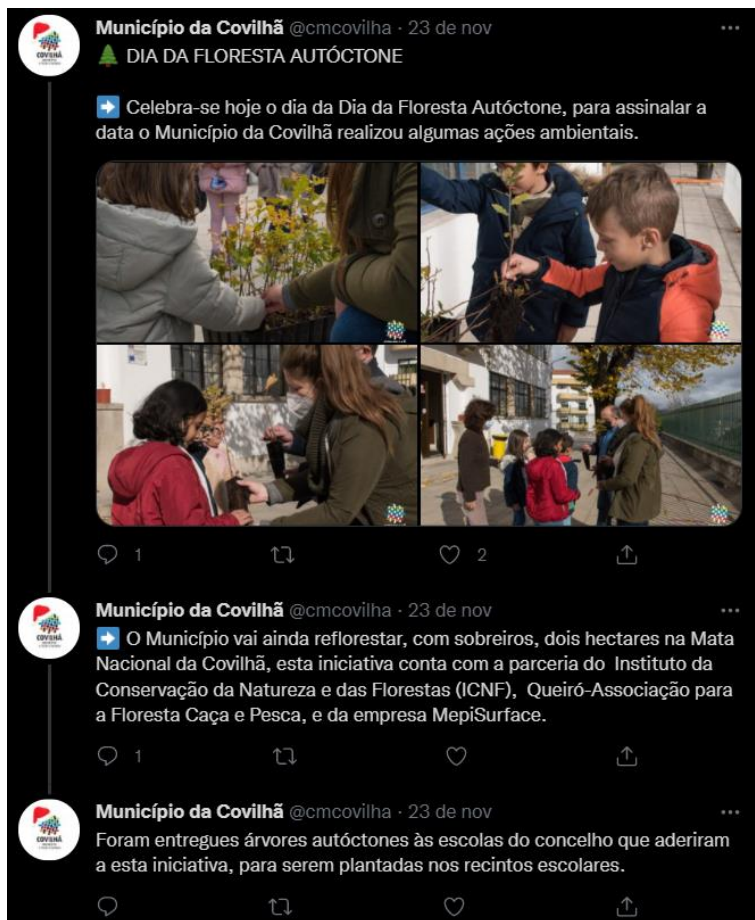 Município da Covilhã @cmcovilha · 23 de nov
🌲 DIA DA FLORESTA AUTÓCTONE
➡️ Celebra-se hoje o dia da Dia da Floresta Autóctone, para assinalar a
data o Município da Covilhã realizou algumas ações ambientais.
1
2
Município da Covilhã @cmcovilha · 23 de nov
➡️ O Município vai ainda reflorestar, com sobreiros, dois hectares na Mata
Nacional da Covilhã, esta iniciativa conta com a parceria do Instituto da
Conservação da Natureza e das Florestas (ICNF), Queiró-Associação para
a Floresta Caça e Pesca, e da empresa MepiSurface.
1
Município da Covilhã @cmcovilha · 23 de nov
Foram entregues árvores autóctones às escolas do concelho que aderiram
a esta iniciativa, para serem plantadas nos recintos escolares.